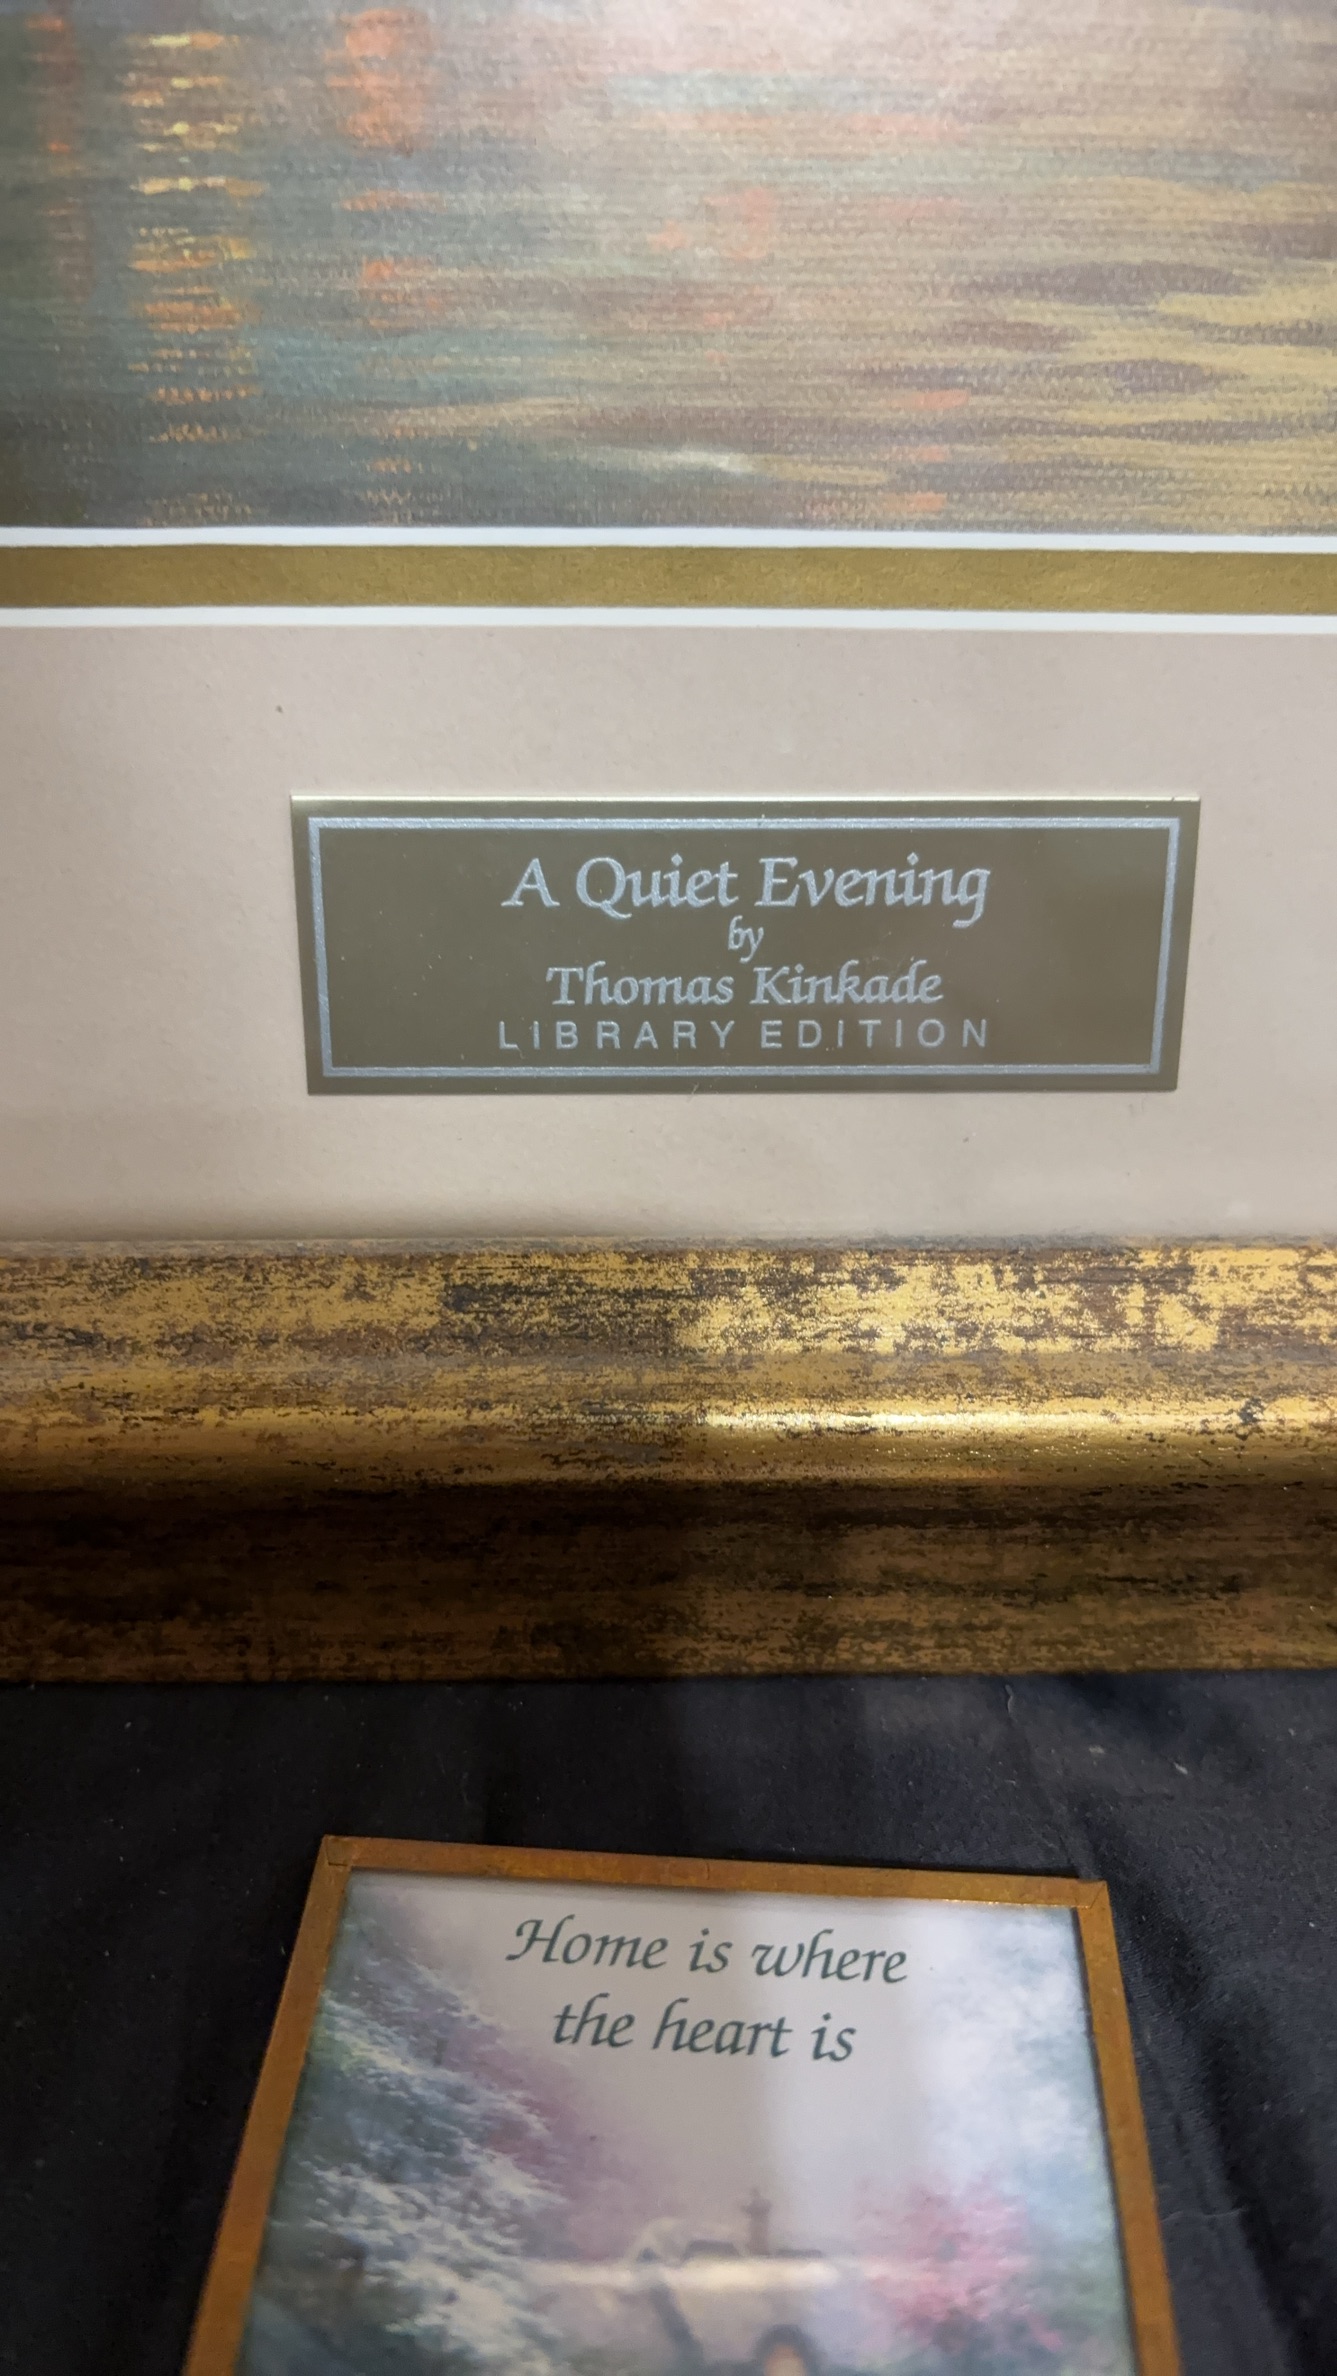 A Quiet Evening
by
Thomas Kinkade
LIBRARY EDITION
Home is where
the heart is